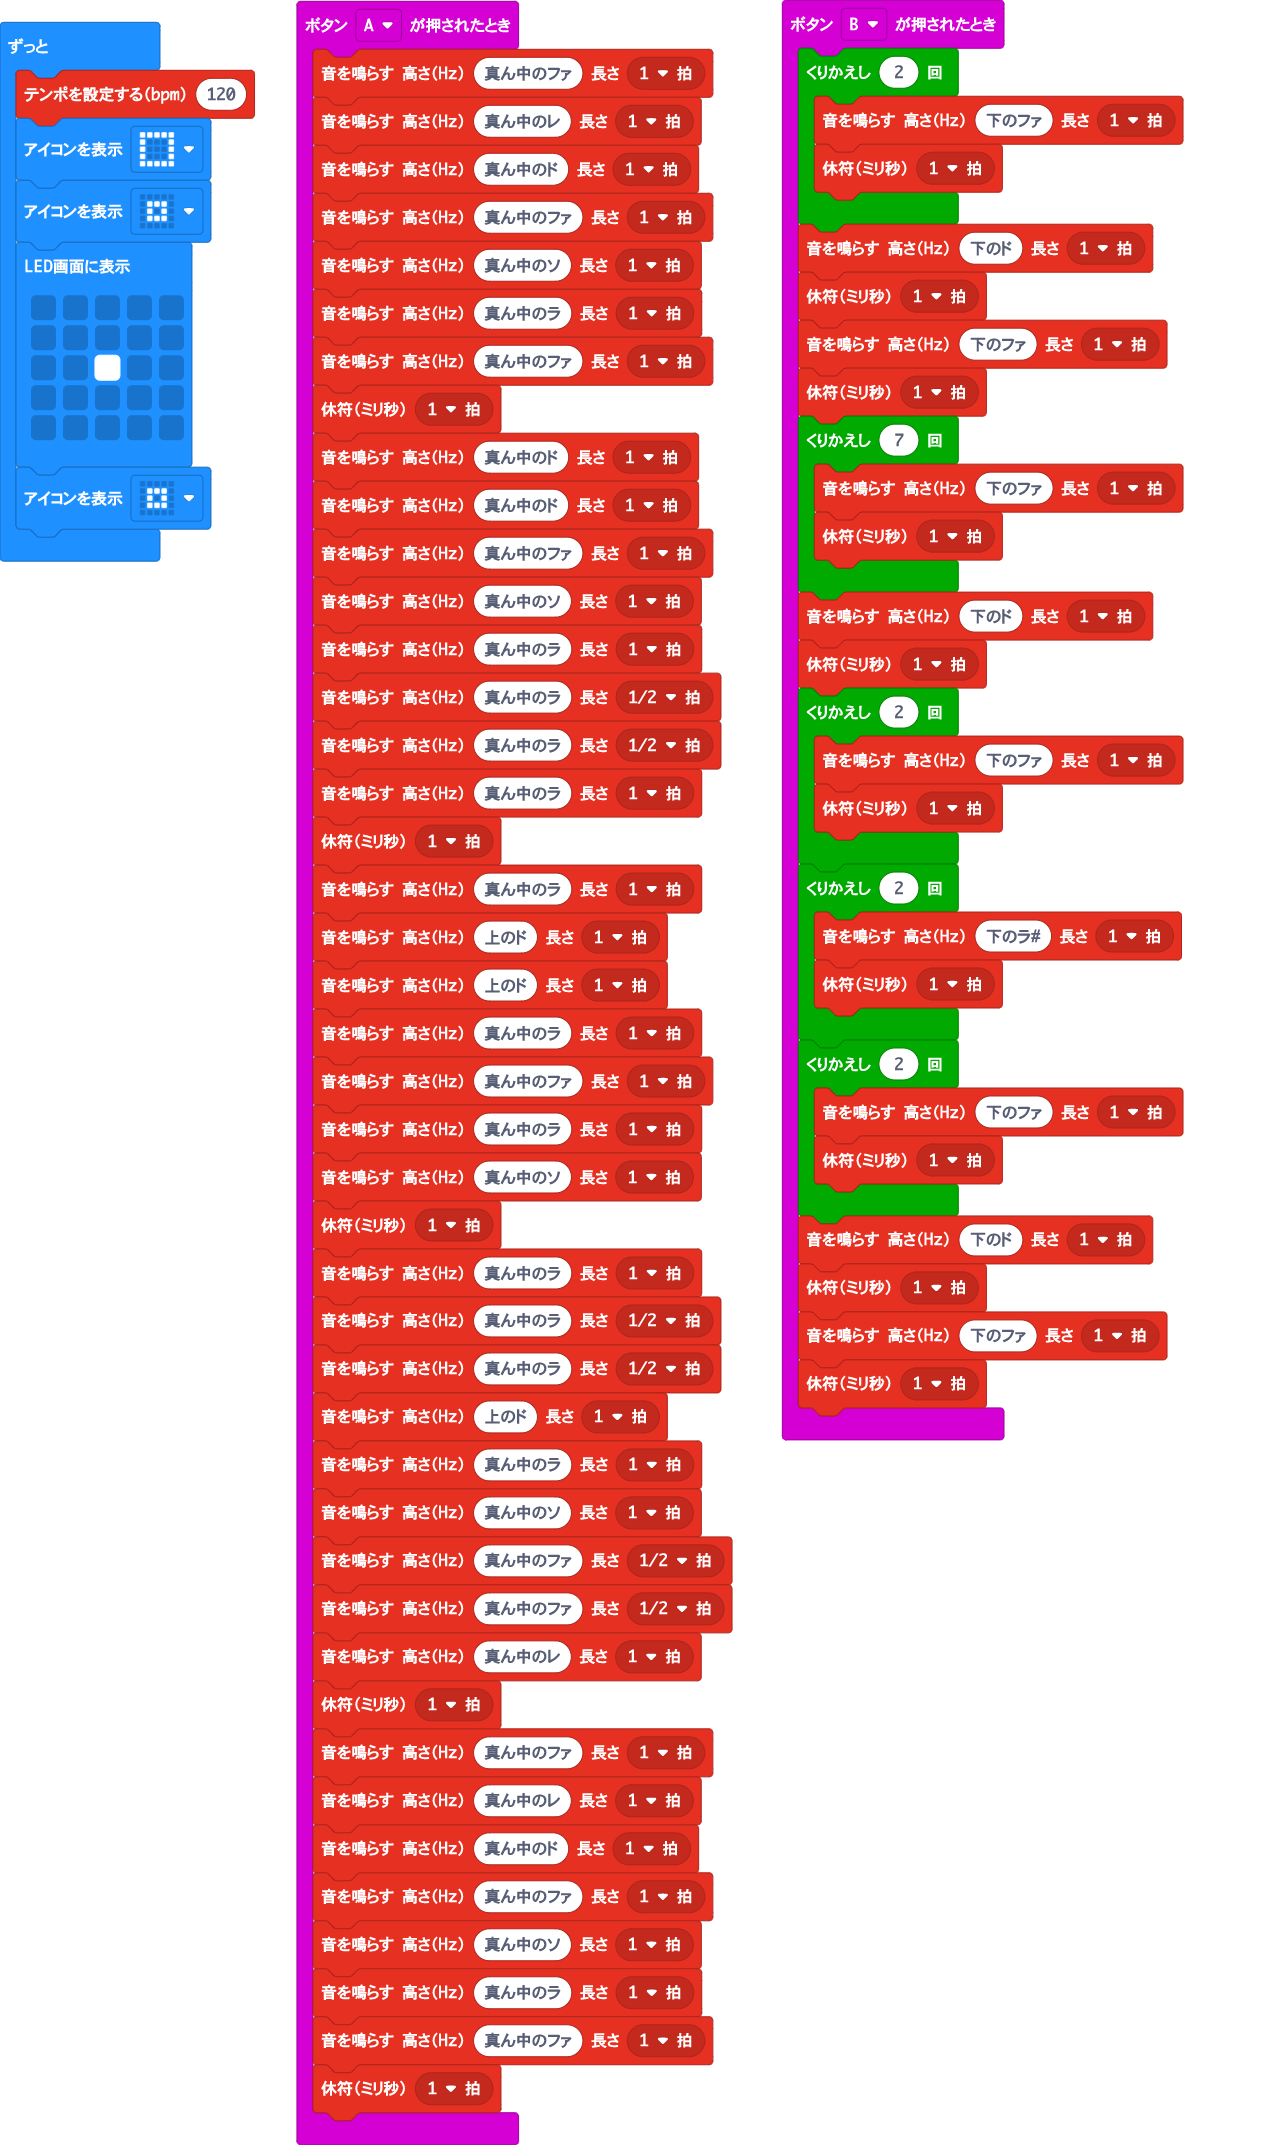 ずっと
テンポを設定する(bpm) 120
アイコンを表示
アイコンを表示
LED画面に表示
アイコンを表示
ボタン A が押されたとき
音を鳴らす 高さ(Hz) 真ん中のファ 長さ 1 拍
音を鳴らす 高さ(Hz) 真ん中のレ 長さ 1 拍
音を鳴らす 高さ(Hz) 真ん中のド 長さ 1 拍
音を鳴らす 高さ(Hz) 真ん中のファ 長さ 1 拍
音を鳴らす 高さ(Hz) 真ん中のソ 長さ 1 拍
音を鳴らす 高さ(Hz) 真ん中のラ 長さ 1 拍
音を鳴らす 高さ(Hz) 真ん中のファ 長さ 1 拍
休符(ミリ秒) 1 拍
音を鳴らす 高さ(Hz) 真ん中のド 長さ 1 拍
音を鳴らす 高さ(Hz) 真ん中のド 長さ 1 拍
音を鳴らす 高さ(Hz) 真ん中のファ 長さ 1 拍
音を鳴らす 高さ(Hz) 真ん中のソ 長さ 1 拍
音を鳴らす 高さ(Hz) 真ん中のラ 長さ 1 拍
音を鳴らす 高さ(Hz) 真ん中のラ 長さ 1/2 拍
音を鳴らす 高さ(Hz) 真ん中のラ 長さ 1/2 拍
音を鳴らす 高さ(Hz) 真ん中のラ 長さ 1 拍
休符(ミリ秒) 1 拍
音を鳴らす 高さ(Hz) 真ん中のラ 長さ 1 拍
音を鳴らす 高さ(Hz) 上のド 長さ 1 拍
音を鳴らす 高さ(Hz) 上のド 長さ 1 拍
音を鳴らす 高さ(Hz) 真ん中のラ 長さ 1 拍
音を鳴らす 高さ(Hz) 真ん中のファ 長さ 1 拍
音を鳴らす 高さ(Hz) 真ん中のラ 長さ 1 拍
音を鳴らす 高さ(Hz) 真ん中のソ 長さ 1 拍
休符(ミリ秒) 1 拍
音を鳴らす 高さ(Hz) 真ん中のラ 長さ 1 拍
音を鳴らす 高さ(Hz) 真ん中のラ 長さ 1/2 拍
音を鳴らす 高さ(Hz) 真ん中のラ 長さ 1/2 拍
音を鳴らす 高さ(Hz) 上のド 長さ 1 拍
音を鳴らす 高さ(Hz) 真ん中のラ 長さ 1 拍
音を鳴らす 高さ(Hz) 真ん中のソ 長さ 1 拍
音を鳴らす 高さ(Hz) 真ん中のファ 長さ 1/2 拍
音を鳴らす 高さ(Hz) 真ん中のファ 長さ 1/2 拍
音を鳴らす 高さ(Hz) 真ん中のレ 長さ 1 拍
休符(ミリ秒) 1 拍
音を鳴らす 高さ(Hz) 真ん中のファ 長さ 1 拍
音を鳴らす 高さ(Hz) 真ん中のレ 長さ 1 拍
音を鳴らす 高さ(Hz) 真ん中のド 長さ 1 拍
音を鳴らす 高さ(Hz) 真ん中のファ 長さ 1 拍
音を鳴らす 高さ(Hz) 真ん中のソ 長さ 1 拍
音を鳴らす 高さ(Hz) 真ん中のラ 長さ 1 拍
音を鳴らす 高さ(Hz) 真ん中のファ 長さ 1 拍
休符(ミリ秒) 1 拍
ボタン B が押されたとき
くりかえし 2 回
音を鳴らす 高さ(Hz) 下のファ 長さ 1 拍
休符(ミリ秒) 1 拍
音を鳴らす 高さ(Hz) 下のド 長さ 1 拍
休符(ミリ秒) 1 拍
音を鳴らす 高さ(Hz) 下のファ 長さ 1 拍
休符(ミリ秒) 1 拍
くりかえし 7 回
音を鳴らす 高さ(Hz) 下のファ 長さ 1 拍
休符(ミリ秒) 1 拍
音を鳴らす 高さ(Hz) 下のド 長さ 1 拍
休符(ミリ秒) 1 拍
くりかえし 2 回
音を鳴らす 高さ(Hz) 下のファ 長さ 1 拍
休符(ミリ秒) 1 拍
くりかえし 2 回
音を鳴らす 高さ(Hz) 下のラ# 長さ 1 拍
休符(ミリ秒) 1 拍
くりかえし 2 回
音を鳴らす 高さ(Hz) 下のファ 長さ 1 拍
休符(ミリ秒) 1 拍
音を鳴らす 高さ(Hz) 下のド 長さ 1 拍
休符(ミリ秒) 1 拍
音を鳴らす 高さ(Hz) 下のファ 長さ 1 拍
休符(ミリ秒) 1 拍